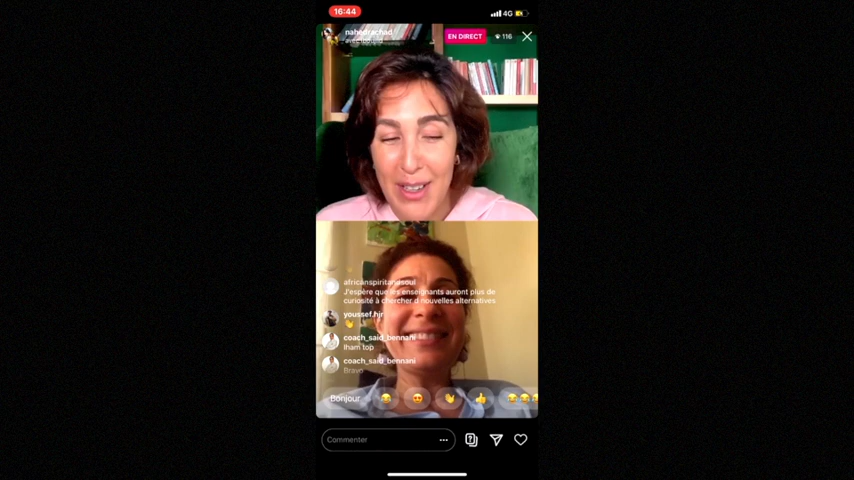 16:44
4G
nahedrachad
EN DIRECT
116
africanspiritandsoul
J'espère que les enseignants auront plus de
curiosité à chercher d nouvelles alternatives
youssef.hjr
coach_said_bennani
Ilham top
coach_said_bennani
Bravo
Bonjour
Commenter